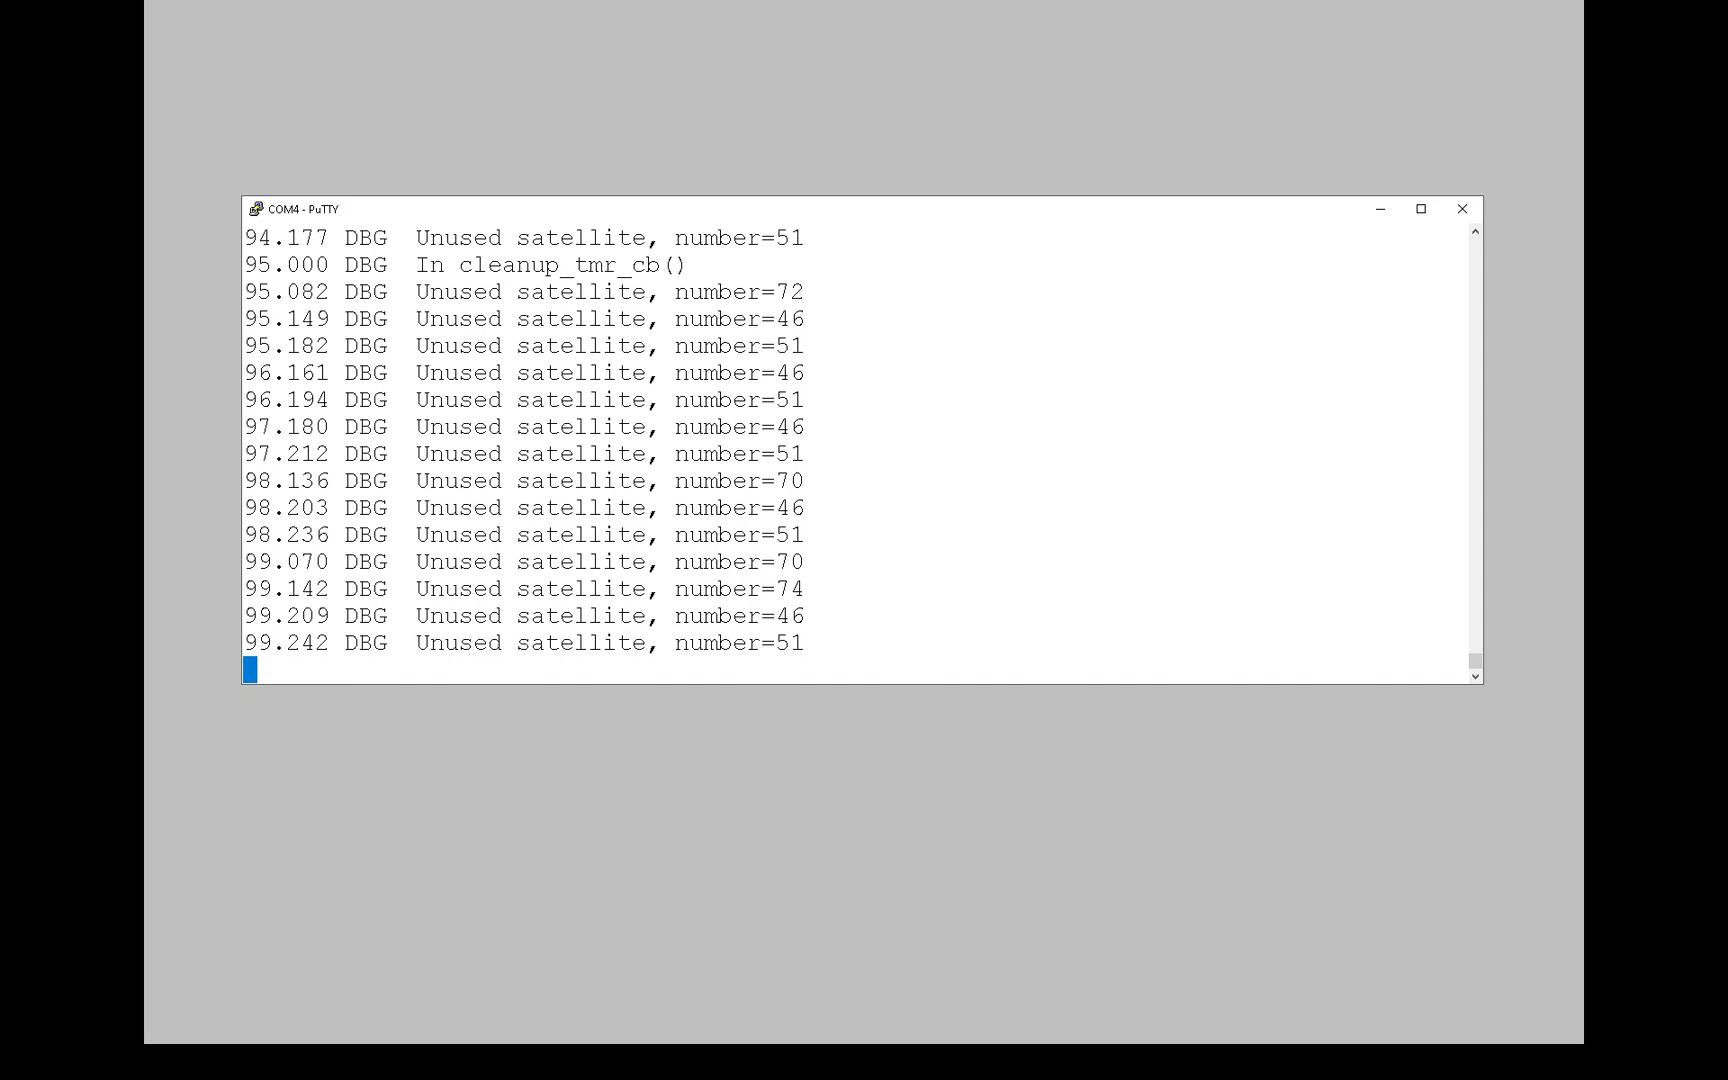 COM4 - PuTTY
94.177 DBG  Unused satellite, number=51
95.000 DBG  In cleanup_tmr_cb()
95.082 DBG  Unused satellite, number=72
95.149 DBG  Unused satellite, number=46
95.182 DBG  Unused satellite, number=51
96.161 DBG  Unused satellite, number=46
96.194 DBG  Unused satellite, number=51
97.180 DBG  Unused satellite, number=46
97.212 DBG  Unused satellite, number=51
98.136 DBG  Unused satellite, number=70
98.203 DBG  Unused satellite, number=46
98.236 DBG  Unused satellite, number=51
99.070 DBG  Unused satellite, number=70
99.142 DBG  Unused satellite, number=74
99.209 DBG  Unused satellite, number=46
99.242 DBG  Unused satellite, number=51